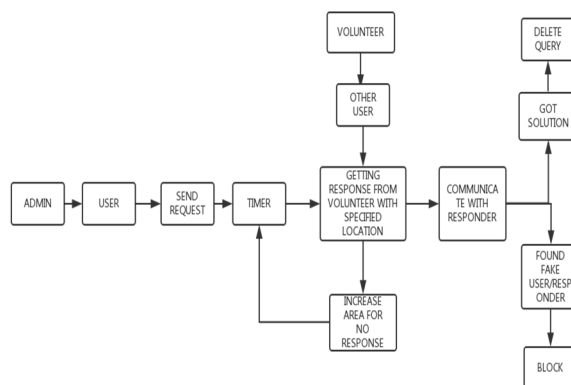 VOLUNTEER
DELETE
QUERY
OTHER
USER
GOT
SOLUTION
ADMIN
USER
SEND
REQUEST
TIMER
GETTING
RESPONSE FROM
VOLUNTEER WITH
SPECIFIED
LOCATION
COMMUNICA
TE WITH
RESPONDER
FOUND
FAKE
USER/RESP
ONDER
INCREASE
AREA FOR
NO
RESPONSE
BLOCK